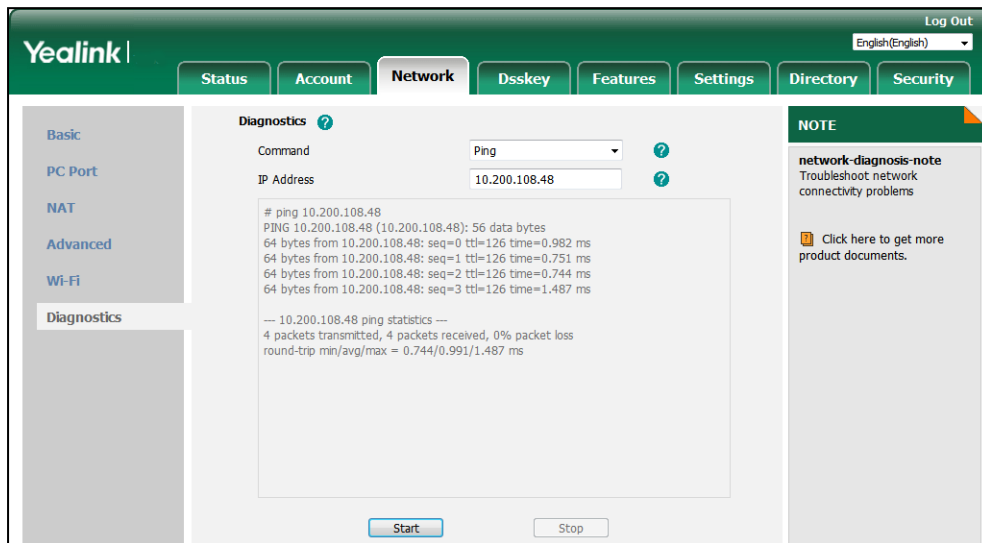 Log Out
Yealink
English(English)
Status Account Network Dsskey Features Settings Directory Security
Basic
PC Port
NAT
Advanced
Wi-Fi
Diagnostics
Diagnostics ?
Command Ping ?
IP Address 10.200.108.48 ?
# ping 10.200.108.48
PING 10.200.108.48 (10.200.108.48): 56 data bytes
64 bytes from 10.200.108.48: seq=0 ttl=126 time=0.982 ms
64 bytes from 10.200.108.48: seq=1 ttl=126 time=0.751 ms
64 bytes from 10.200.108.48: seq=2 ttl=126 time=0.744 ms
64 bytes from 10.200.108.48: seq=3 ttl=126 time=1.487 ms
--- 10.200.108.48 ping statistics ---
4 packets transmitted, 4 packets received, 0% packet loss
round-trip min/avg/max = 0.744/0.991/1.487 ms
Start Stop
NOTE
network-diagnosis-note
Troubleshoot network
connectivity problems
? Click here to get more
product documents.